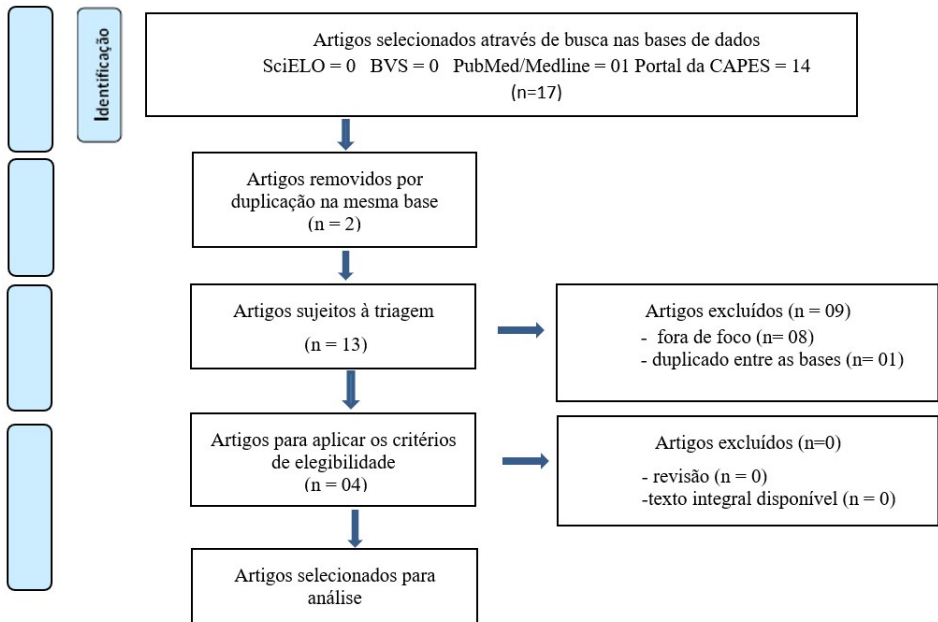 Identificação
Artigos selecionados através de busca nas bases de dados
SciELO = 0 BVS = 0 PubMed/Medline = 01 Portal da CAPES = 14
(n=17)
Artigos removidos por
duplicação na mesma base
(n = 2)
Artigos sujeitos à triagem
(n = 13)
Artigos excluídos (n = 09)
- fora de foco (n= 08)
- duplicado entre as bases (n= 01)
Artigos para aplicar os critérios
de elegibilidade
(n = 04)
Artigos excluídos (n=0)
- revisão (n = 0)
-texto integral disponível (n = 0)
Artigos selecionados para
análise